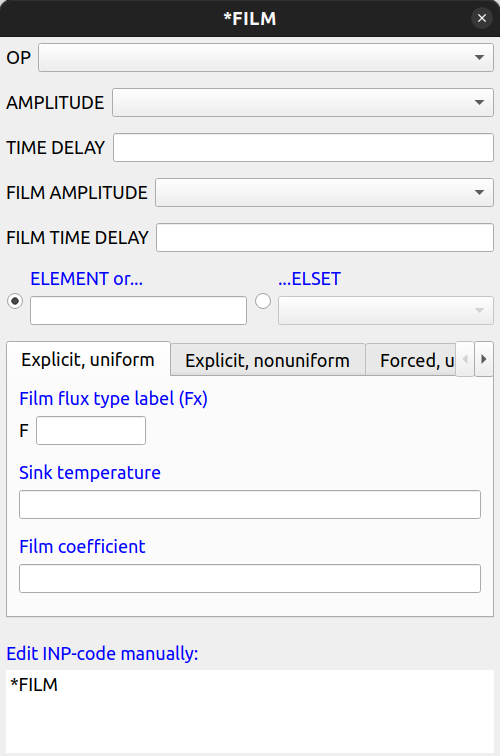 *FILM
OP
AMPLITUDE
TIME DELAY
FILM AMPLITUDE
FILM TIME DELAY
ELEMENT or... ...ELSET
Explicit, uniform Explicit, nonuniform Forced, u
Film flux type label (Fx)
F
Sink temperature
Film coefficient
Edit INP-code manually:
*FILM